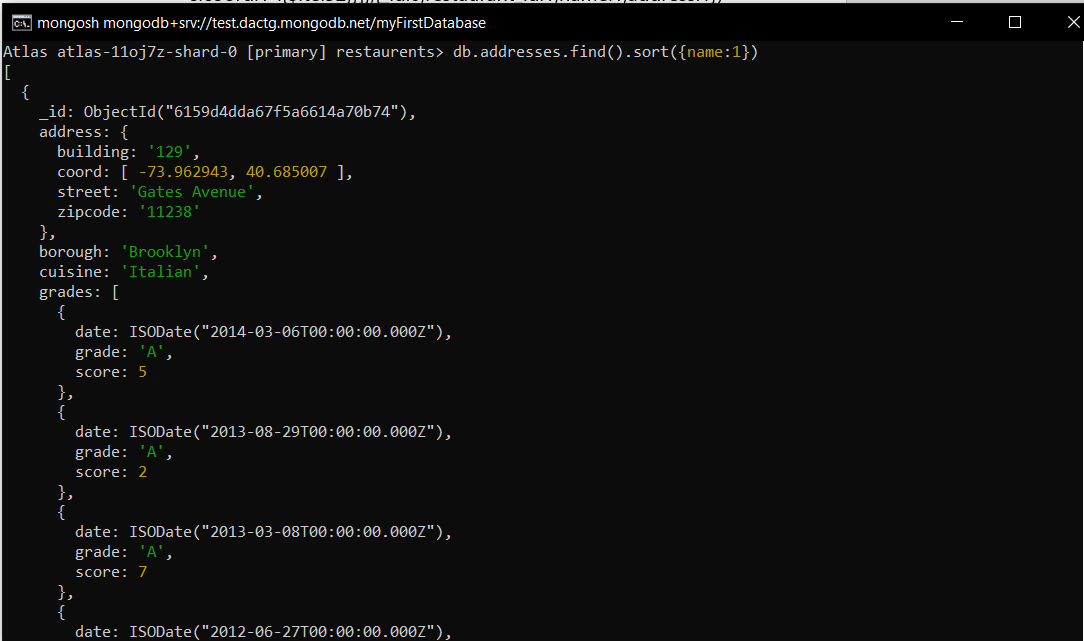 mongosh mongodb+srv://test.dactg.mongodb.net/myFirstDatabase
Atlas atlas-11oj7z-shard-0 [primary] restaurents> db.addresses.find().sort({name:1})
[
  {
    _id: ObjectId("6159d4dda67f5a6614a70b74"),
    address: {
      building: '129',
      coord: [ -73.962943, 40.685007 ],
      street: 'Gates Avenue',
      zipcode: '11238'
    },
    borough: 'Brooklyn',
    cuisine: 'Italian',
    grades: [
      {
        date: ISODate("2014-03-06T00:00:00.000Z"),
        grade: 'A',
        score: 5
      },
      {
        date: ISODate("2013-08-29T00:00:00.000Z"),
        grade: 'A',
        score: 2
      },
      {
        date: ISODate("2013-03-08T00:00:00.000Z"),
        grade: 'A',
        score: 7
      },
      {
        date: ISODate("2012-06-27T00:00:00.000Z"),